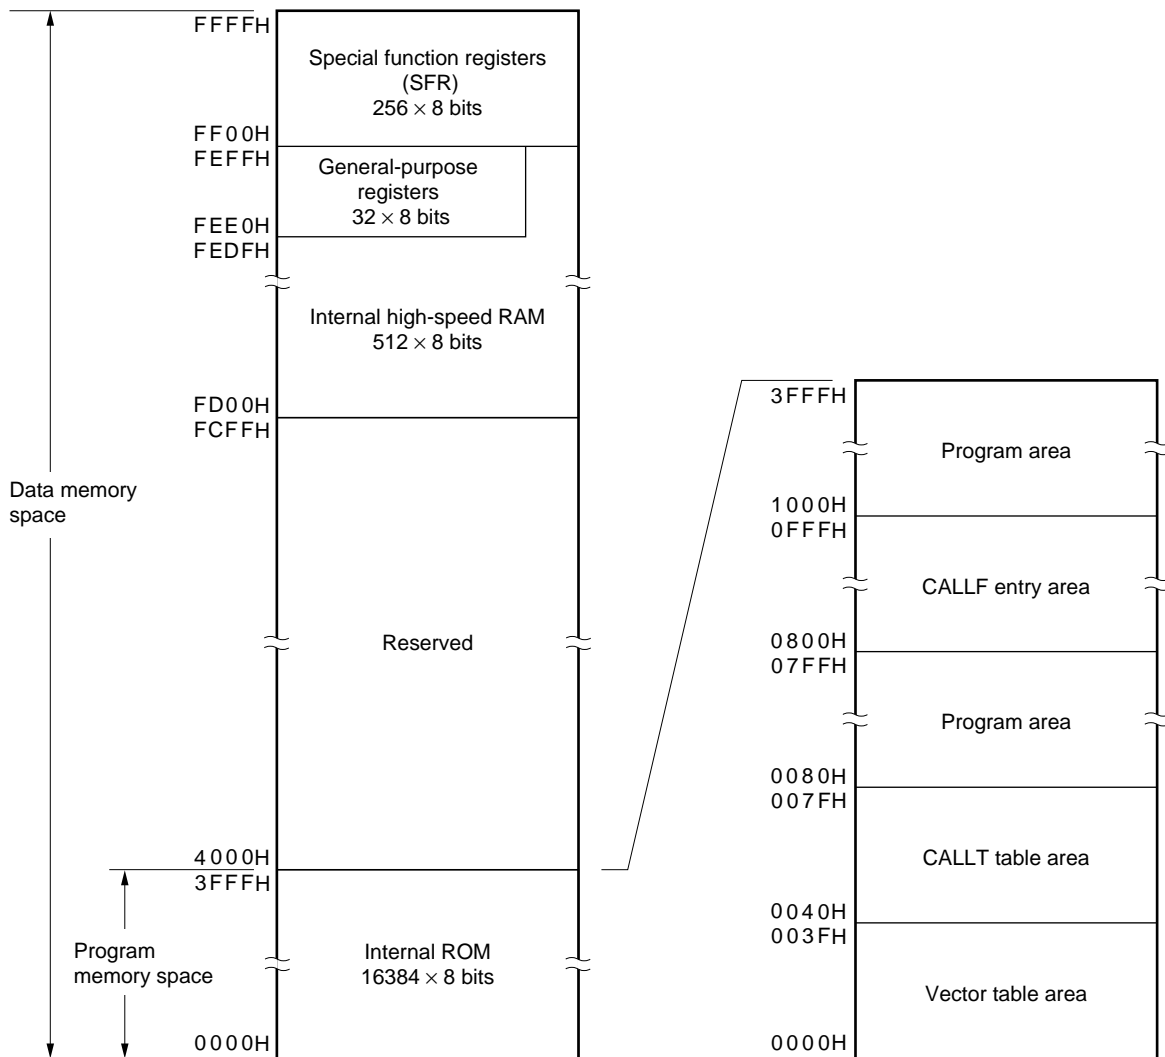 FFFFH
Special function registers
(SFR)
256 × 8 bits
FF00H
FEFFH
General-purpose
registers
32 × 8 bits
FEE0H
FEDFH
Internal high-speed RAM
512 × 8 bits
FD00H
FCFFH
Data memory
space
Reserved
4000H
3FFFH
Program
memory space
Internal ROM
16384 × 8 bits
0000H
3FFFH
Program area
1000H
0FFFH
CALLF entry area
0800H
07FFH
Program area
0080H
007FH
CALLT table area
0040H
003FH
Vector table area
0000H